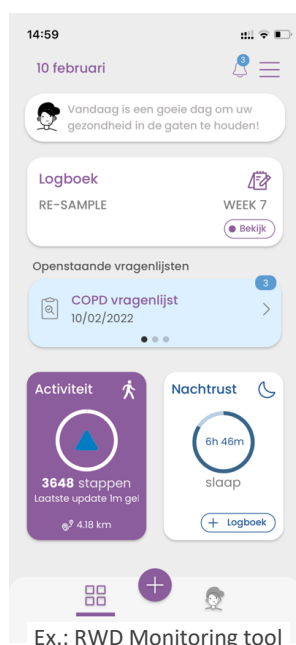 14:59
10 februari
3
Vandaag is een goeie dag om uw
gezondheid in de gaten te houden!
Logboek
RE-SAMPLE
WEEK 7
Bekijk
Openstaande vragenlijsten
3
COPD vragenlijst
10/02/2022
Activiteit
3648 stappen
Laatste update 1m gel
4.18 km
Nachtrust
6h 46m
slaap
+ Logboek
Ex.: RWD Monitoring tool